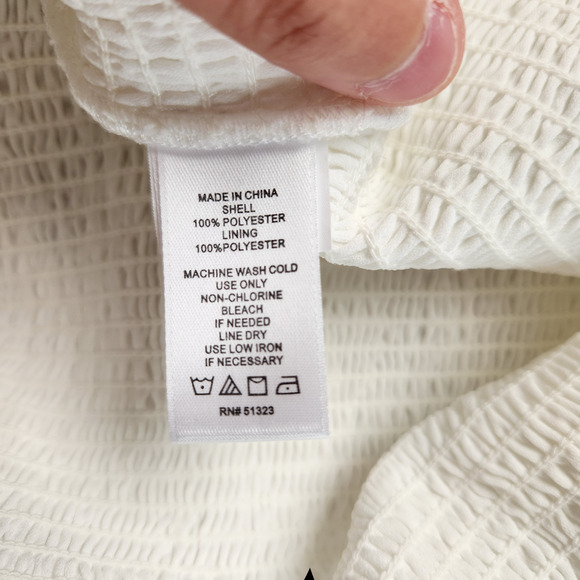 MADE IN CHINA
SHELL
100% POLYESTER
LINING
100%POLYESTER
MACHINE WASH COLD
USE ONLY
NON-CHLORINE
BLEACH
IF NEEDED
LINE DRY
USE LOW IRON
IF NECESSARY
RN# 51323